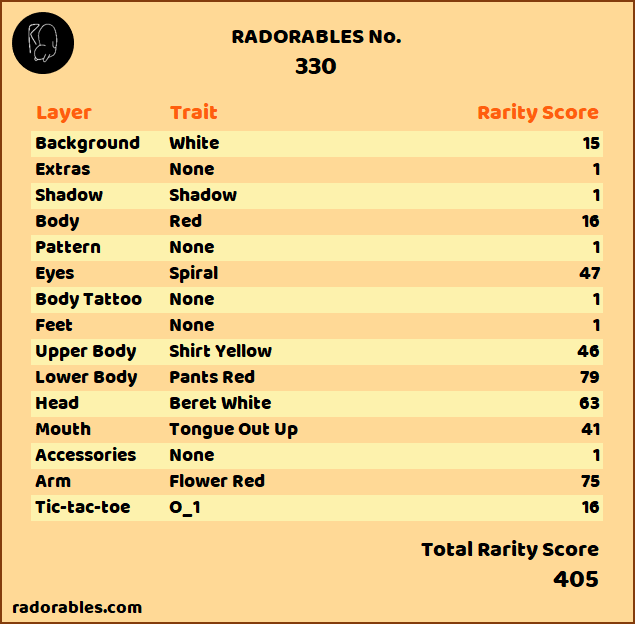 RADORABLES No.
330
Layer Trait Rarity Score
Background White 15
Extras None 1
Shadow Shadow 1
Body Red 16
Pattern None 1
Eyes Spiral 47
Body Tattoo None 1
Feet None 1
Upper Body Shirt Yellow 46
Lower Body Pants Red 79
Head Beret White 63
Mouth Tongue Out Up 41
Accessories None 1
Arm Flower Red 75
Tic-tac-toe O_1 16
Total Rarity Score
405
radorables.com